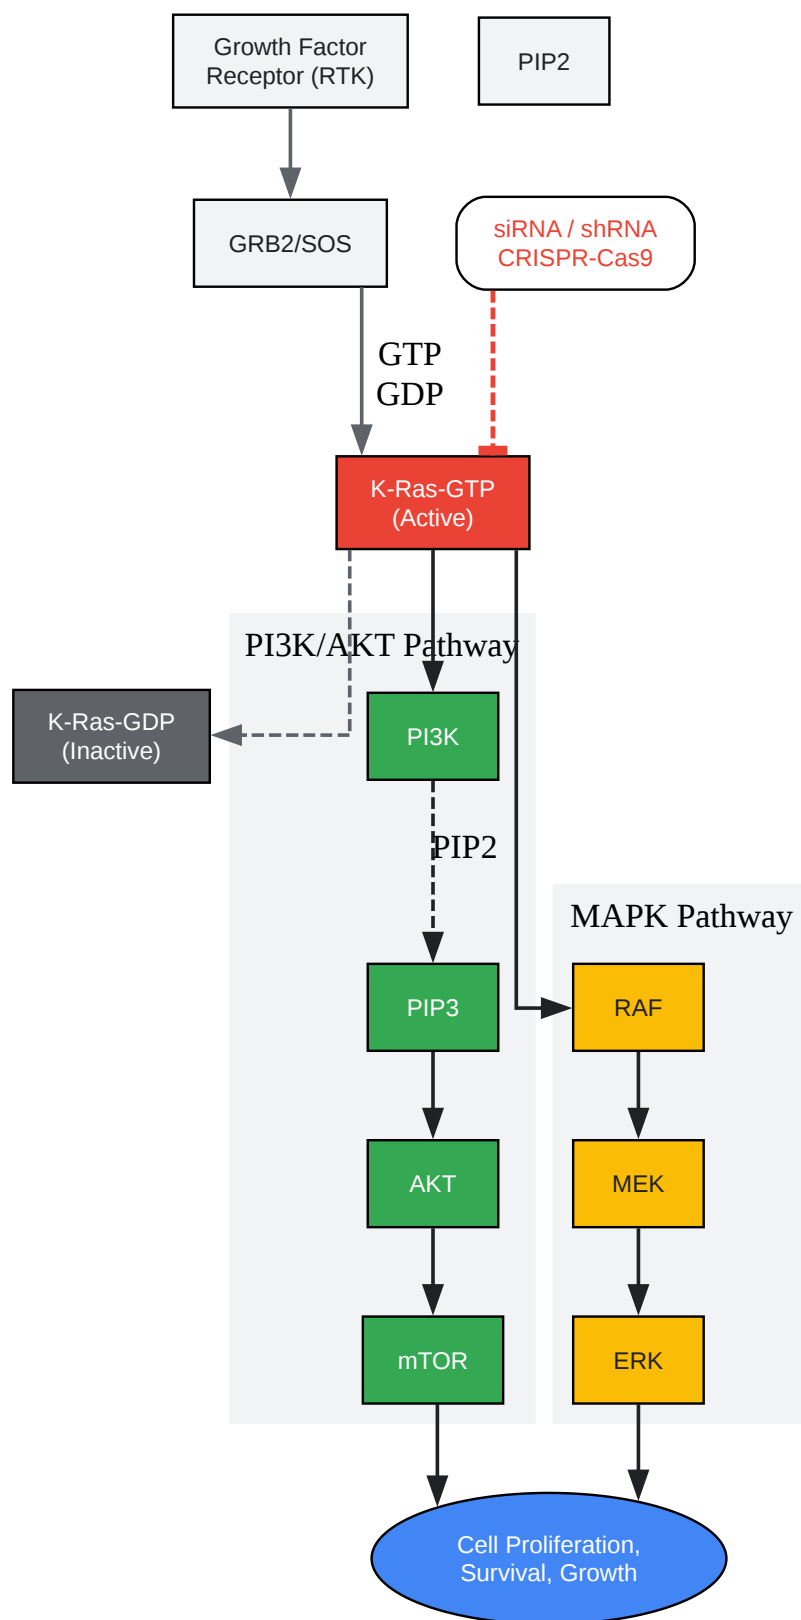 Growth Factor
Receptor (RTK)
PIP2
GRB2/SOS
siRNA / shRNA
CRISPR-Cas9
GTP
GDP
K-Ras-GTP
(Active)
PI3K/AKT Pathway
K-Ras-GDP
(Inactive)
PI3K
PIP2
MAPK Pathway
PIP3
RAF
AKT
MEK
mTOR
ERK
Cell Proliferation,
Survival, Growth